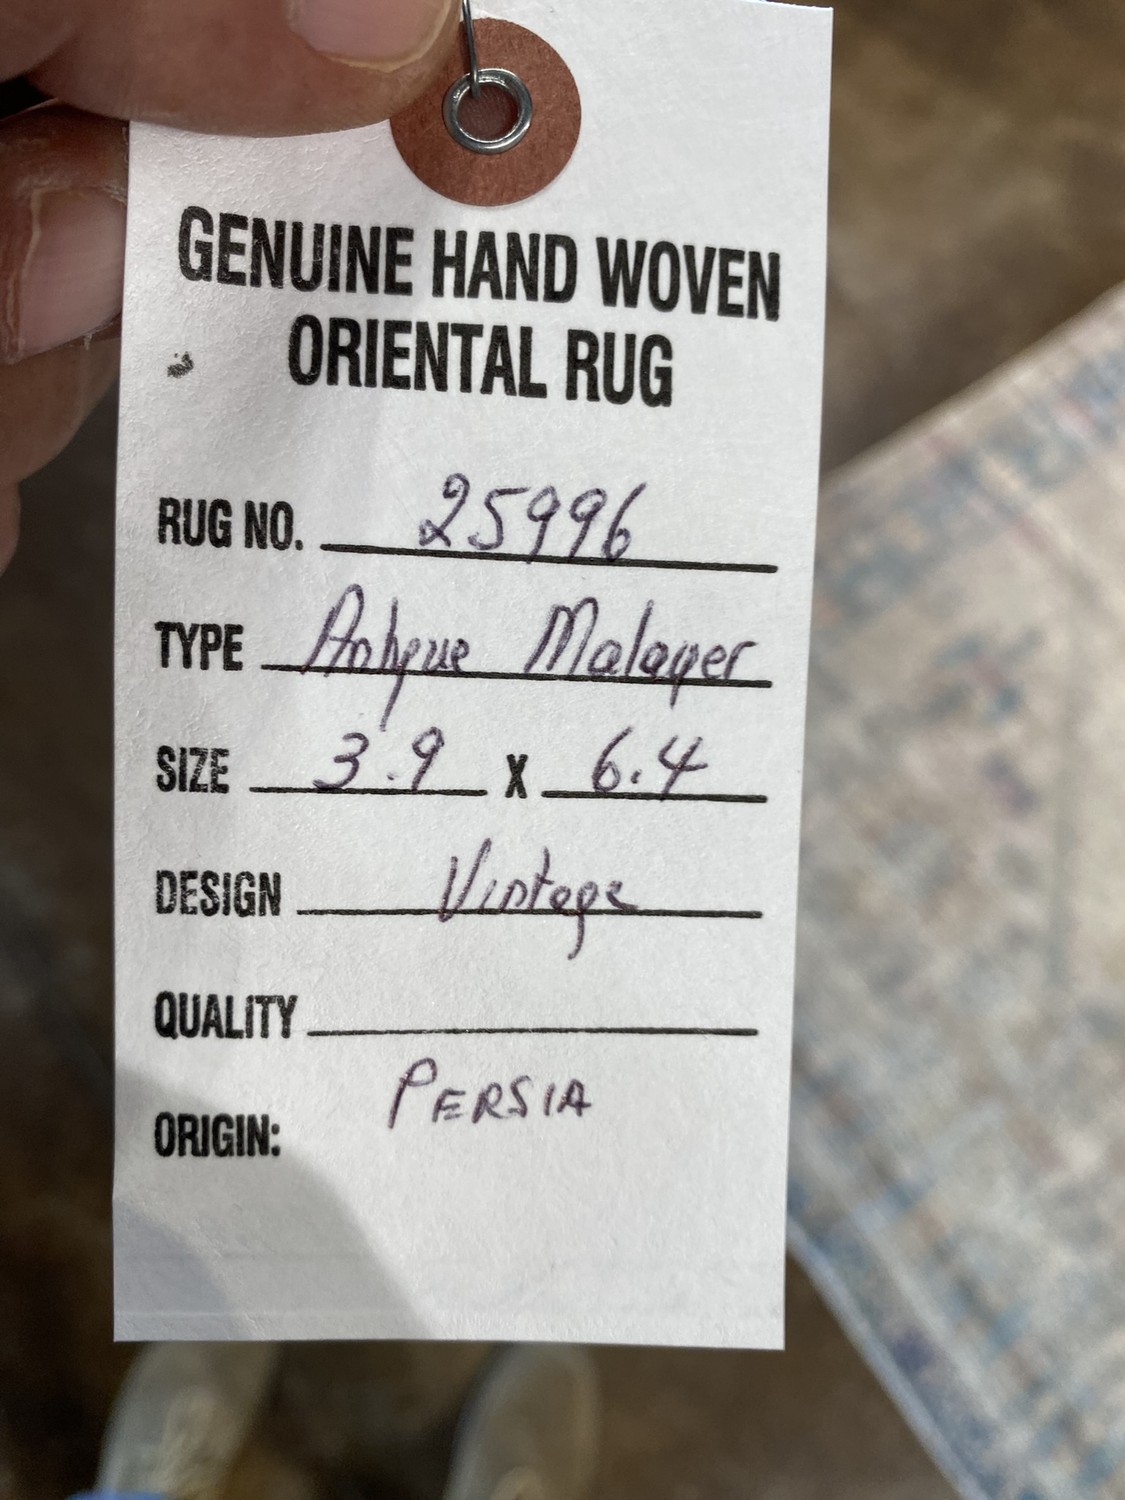 GENUINE HAND WOVEN
ORIENTAL RUG
RUG NO. 25996
TYPE Antique Malayer
SIZE 3.9 X 6.4
DESIGN Vintage
QUALITY
ORIGIN: PERSIA